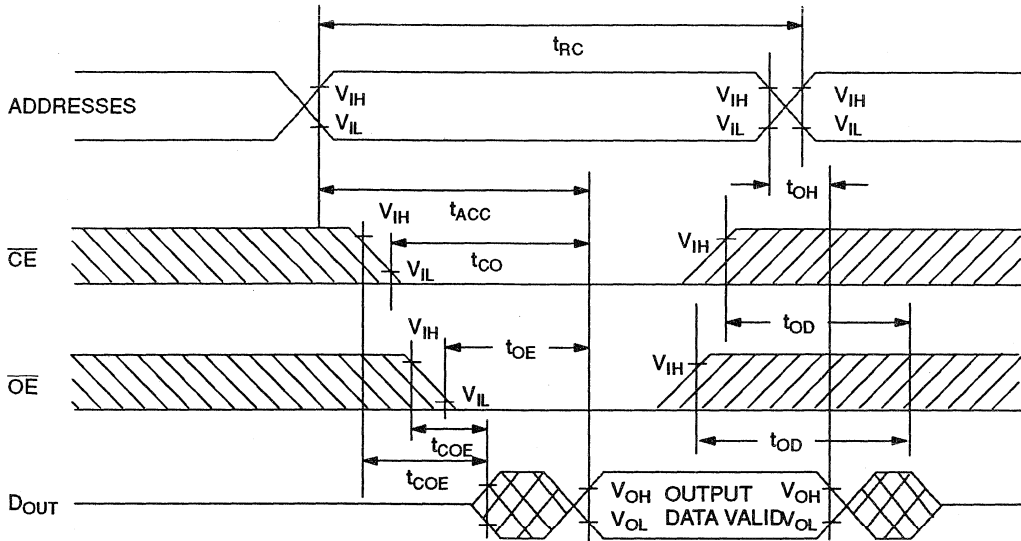 tRC
ADDRESSES
VIH
VIL
VIH
VIL
VIH
VIL
tOH
tACC
VIH
CE
tCO
VIL
VIH
tOD
VIH
OE
tOE
VIL
VIH
tCOE
tOD
tCOE
DOUT
VOH OUTPUT VOH
VOL DATA VALID VOL